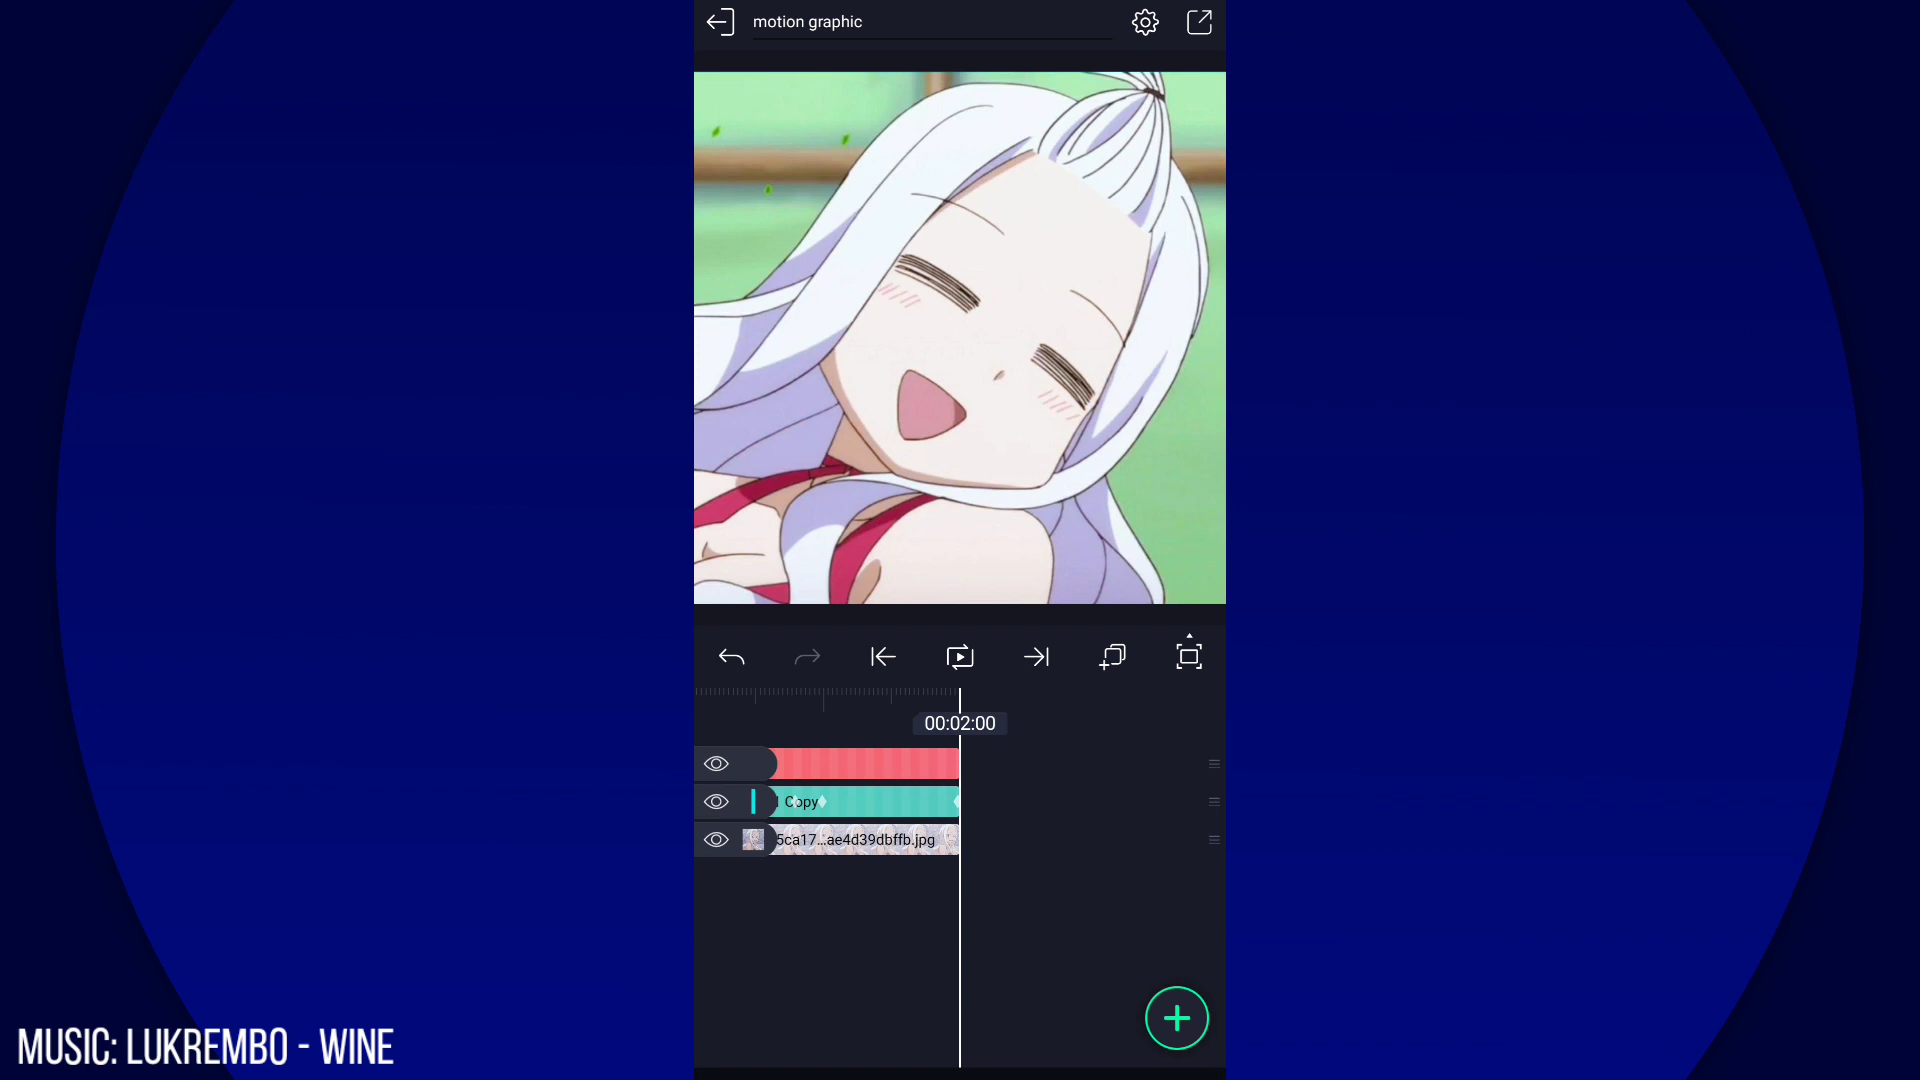 motion graphic
00:02:00
Copy
5ca17...ae4d39dbffb.jpg
MUSIC: LUKREMBO - WINE